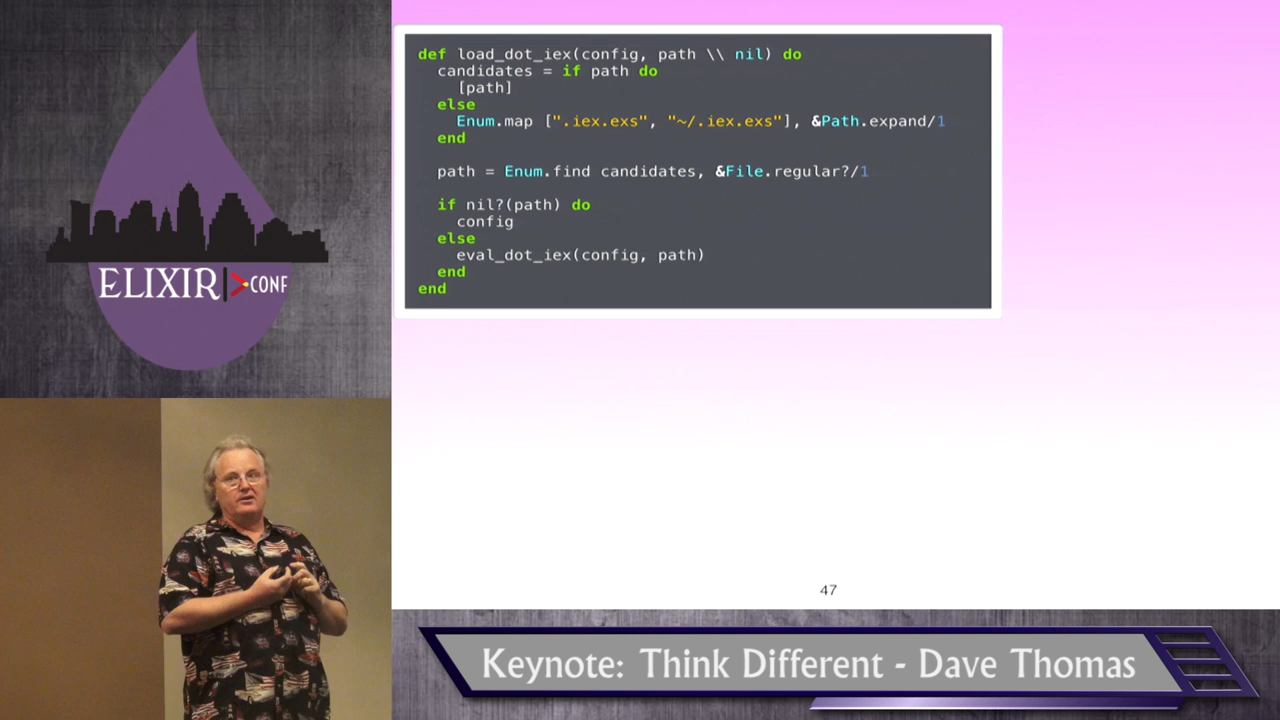 def load_dot_iex(config, path \\ nil) do
  candidates = if path do
    [path]
  else
    Enum.map [".iex.exs", "~/.iex.exs"], &Path.expand/1
  end

  path = Enum.find candidates, &File.regular?/1

  if nil?(path) do
    config
  else
    eval_dot_iex(config, path)
  end
end
ELIXIR|>CONF
47
Keynote: Think Different - Dave Thomas